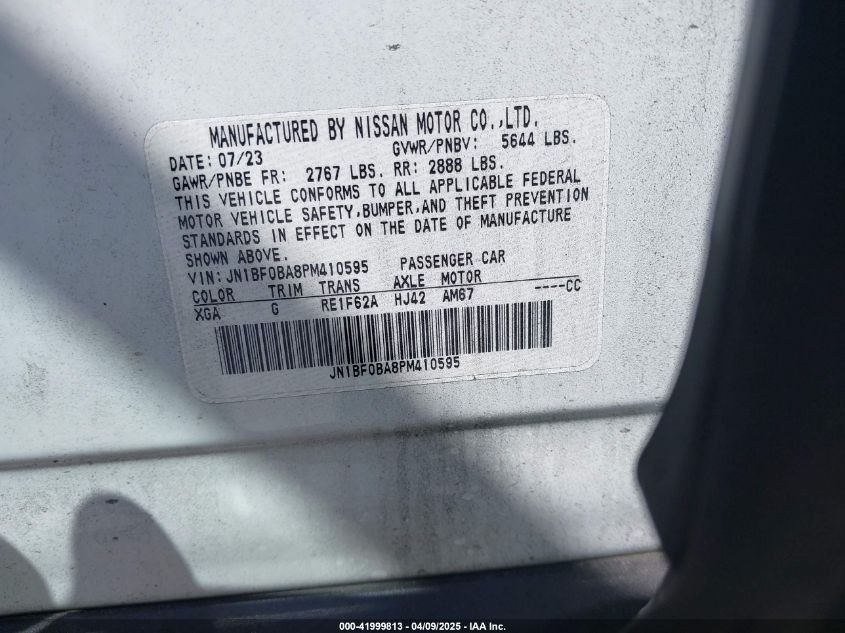 MANUFACTURED BY NISSAN MOTOR CO.,LTD.
DATE: 07/23 GVWR/PNBV: 5644 LBS.
GAWR/PNBE FR: 2767 LBS. RR: 2888 LBS.
THIS VEHICLE CONFORMS TO ALL APPLICABLE FEDERAL
MOTOR VEHICLE SAFETY,BUMPER,AND THEFT PREVENTION
STANDARDS IN EFFECT ON THE DATE OF MANUFACTURE
SHOWN ABOVE.
VIN: JN1BF0BA8PM410595 PASSENGER CAR
COLOR TRIM TRANS AXLE MOTOR
XGA G RE1F62A HJ42 AM67 ----CC
JN1BF0BA8PM410595
000-41999813 - 04/09/2025 - IAA Inc.